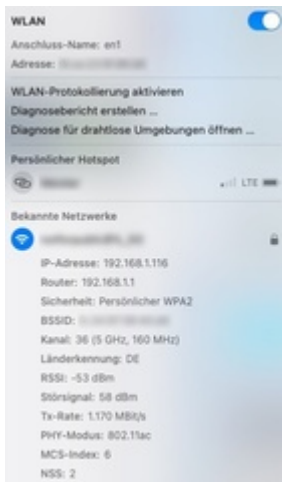 WLAN
Anschluss-Name: en1
Adresse:
WLAN-Protokollierung aktivieren
Diagnosebericht erstellen ...
Diagnose für drahtlose Umgebungen öffnen ...
Persönlicher Hotspot
LTE
Bekannte Netzwerke
IP-Adresse: 192.168.1.116
Router: 192.168.1.1
Sicherheit: Persönlicher WPA2
BSSID:
Kanal: 36 (5 GHz, 160 MHz)
Länderkennung: DE
RSSI: -53 dBm
Störsignal: 58 dBm
Tx-Rate: 1.170 MBit/s
PHY-Modus: 802.11ac
MCS-Index: 6
NSS: 2